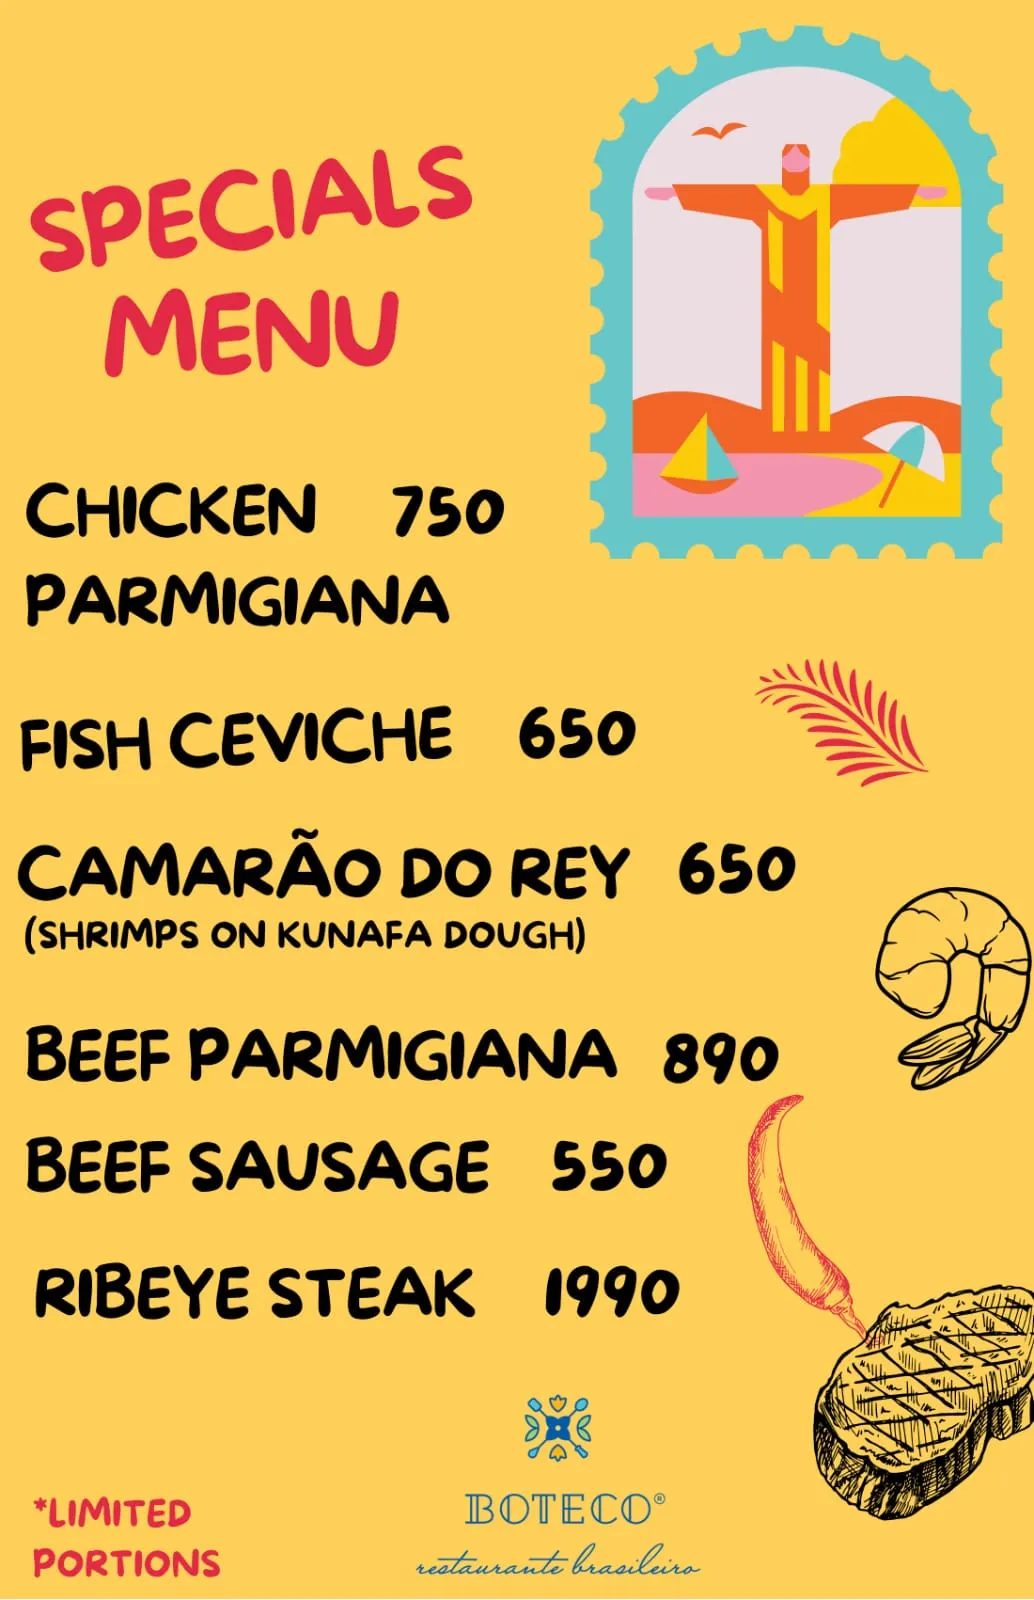 SPECIALS
MENU
CHICKEN 750
PARMIGIANA
FISH CEVICHE 650
CAMARÃO DO REY 650
(SHRIMPS ON KUNAFA DOUGH)
BEEF PARMIGIANA 890
BEEF SAUSAGE 550
RIBEYE STEAK 1990
*LIMITED
PORTIONS
BOTECO®
restaurante brasileiro